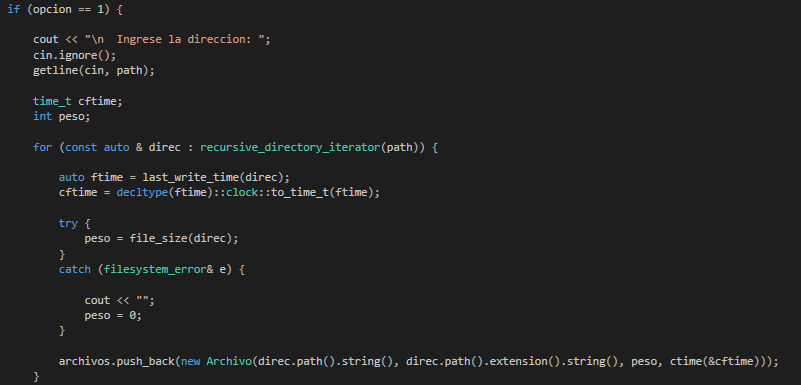 if (opcion == 1) {
cout << "\n  Ingrese la direccion: ";
cin.ignore();
getline(cin, path);
time_t cftime;
int peso;
for (const auto & direc : recursive_directory_iterator(path)) {
auto ftime = last_write_time(direc);
cftime = decltype(ftime)::clock::to_time_t(ftime);
try {
peso = file_size(direc);
}
catch (filesystem_error& e) {
cout << "";
peso = 0;
}
archivos.push_back(new Archivo(direc.path().string(), direc.path().extension().string(), peso, ctime(&cftime)));
}